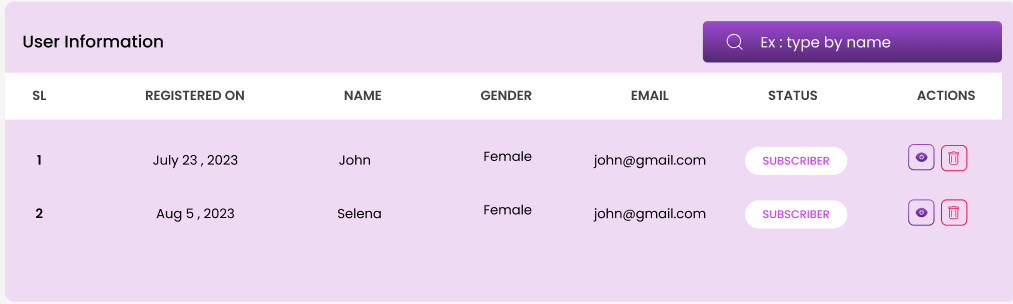 User Information
Ex : type by name
SL REGISTERED ON NAME GENDER EMAIL STATUS ACTIONS
1 July 23 , 2023 John Female john@gmail.com SUBSCRIBER
2 Aug 5 , 2023 Selena Female john@gmail.com SUBSCRIBER